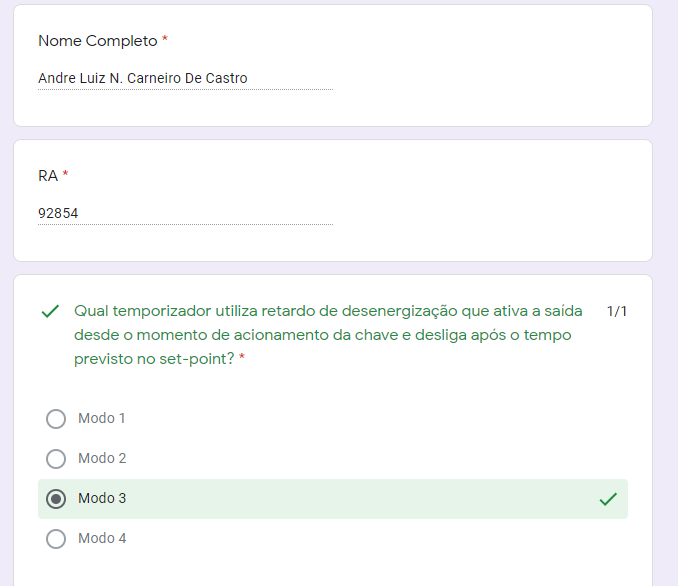 Nome Completo *
Andre Luiz N. Carneiro De Castro
RA *
92854
Qual temporizador utiliza retardo de desenergização que ativa a saída 1/1
desde o momento de acionamento da chave e desliga após o tempo
previsto no set-point? *
Modo 1
Modo 2
Modo 3
Modo 4